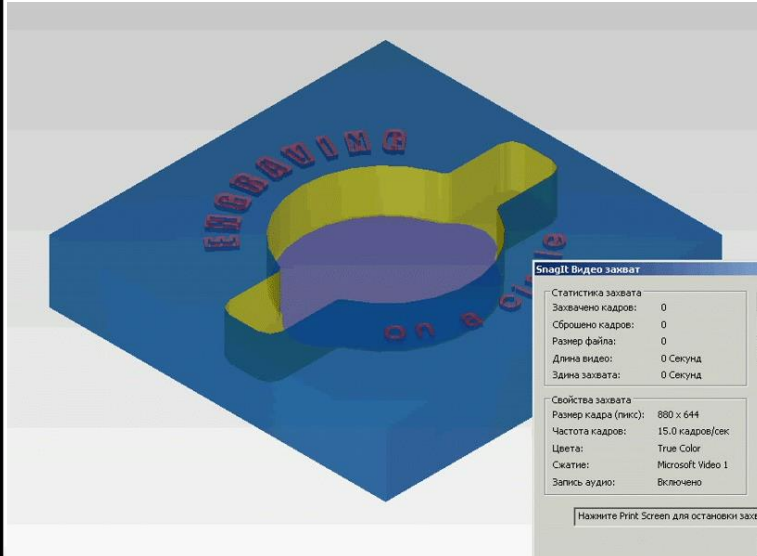 ENGRAVING
on a circle
SnagIt Видео захват
Статистика захвата
Захвачено кадров: 0
Сброшено кадров: 0
Размер файла: 0
Длина видео: 0 Секунд
Здина захвата: 0 Секунд
Свойства захвата
Размер кадра (пикс): 880 x 644
Частота кадров: 15.0 кадров/сек
Цвета: True Color
Сжатие: Microsoft Video 1
Запись аудио: Включено
Нажмите Print Screen для остановки